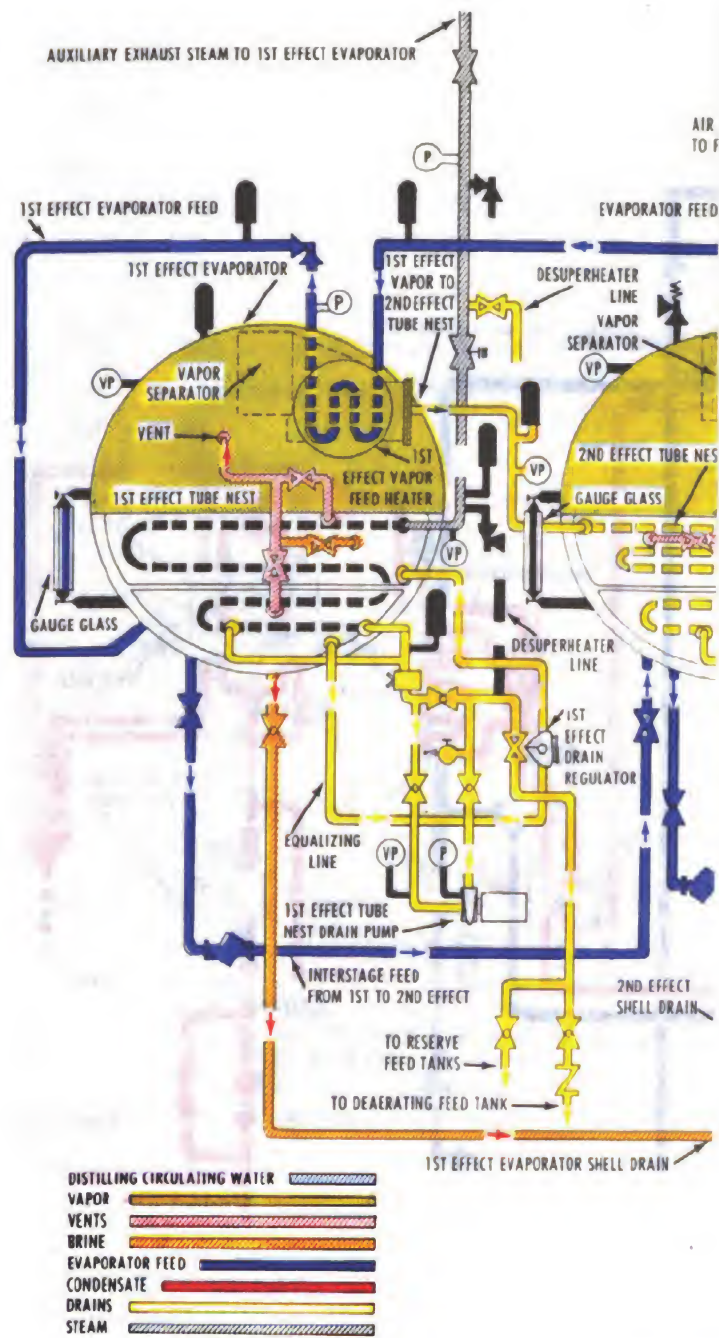 AUXILIARY EXHAUST STEAM TO 1ST EFFECT EVAPORATOR
AIR
TO F
P
1ST EFFECT EVAPORATOR FEED
EVAPORATOR FEED
1ST EFFECT EVAPORATOR
1ST EFFECT
VAPOR TO
2ND EFFECT
TUBE NEST
DESUPERHEATER
LINE
VAPOR
SEPARATOR
P
VP
VAPOR
SEPARATOR
VP
VENT
1ST
EFFECT VAPOR
FEED HEATER
1ST EFFECT TUBE NEST
VP
2ND EFFECT TUBE NES
GAUGE GLASS
VP
GAUGE GLASS
DESUPERHEATER
LINE
1ST
EFFECT
DRAIN
REGULATOR
EQUALIZING
LINE
VP
P
1ST EFFECT TUBE
NEST DRAIN PUMP
INTERSTAGE FEED
FROM 1ST TO 2ND EFFECT
2ND EFFECT
SHELL DRAIN
TO RESERVE
FEED TANKS
TO DEAERATING FEED TANK
1ST EFFECT EVAPORATOR SHELL DRAIN
DISTILLING CIRCULATING WATER
VAPOR
VENTS
BRINE
EVAPORATOR FEED
CONDENSATE
DRAINS
STEAM